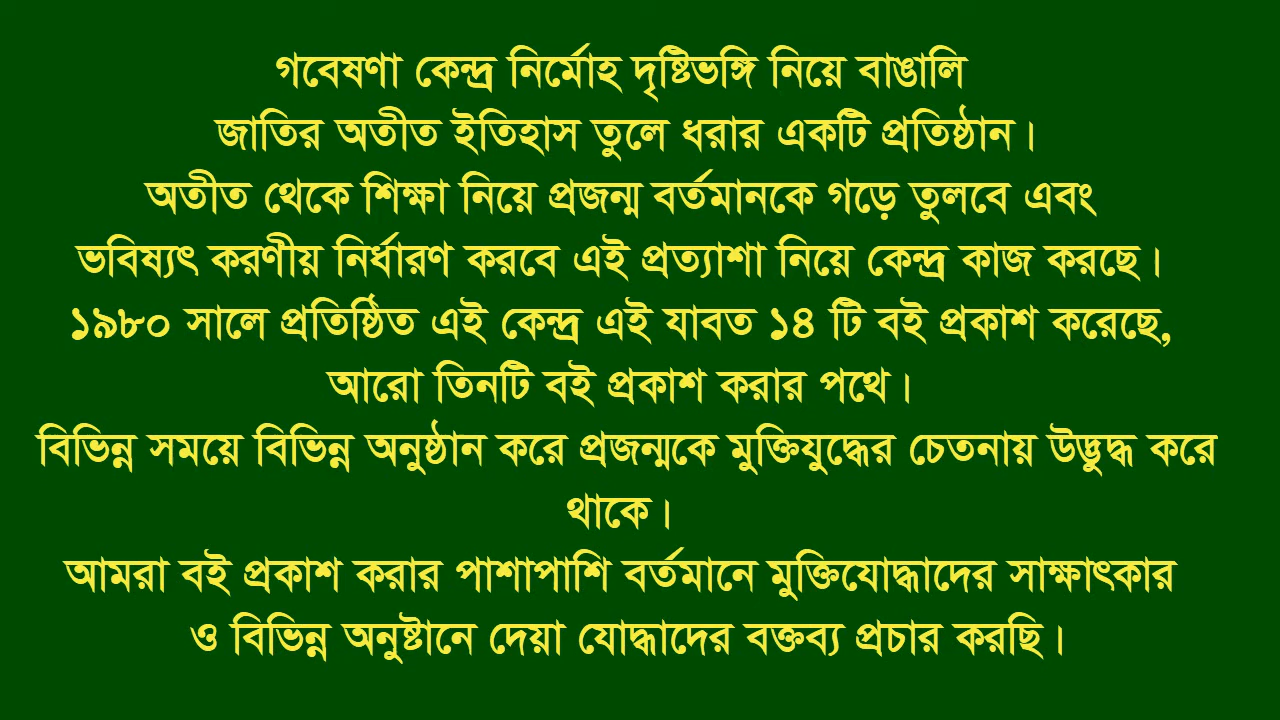 গবেষণা কেন্দ্র নির্মোহ দৃষ্টিভঙ্গি নিয়ে বাঙালি
জাতির অতীত ইতিহাস তুলে ধরার একটি প্রতিষ্ঠান।
অতীত থেকে শিক্ষা নিয়ে প্রজন্ম বর্তমানকে গড়ে তুলবে এবং
ভবিষ্যৎ করণীয় নির্ধারণ করবে এই প্রত্যাশা নিয়ে কেন্দ্র কাজ করছে।
১৯৮০ সালে প্রতিষ্ঠিত এই কেন্দ্র এই যাবত ১৪ টি বই প্রকাশ করেছে,
আরো তিনটি বই প্রকাশ করার পথে।
বিভিন্ন সময়ে বিভিন্ন অনুষ্ঠান করে প্রজন্মকে মুক্তিযুদ্ধের চেতনায় উদ্ভুদ্ধ করে
থাকে।
আমরা বই প্রকাশ করার পাশাপাশি বর্তমানে মুক্তিযোদ্ধাদের সাক্ষাৎকার
ও বিভিন্ন অনুষ্টানে দেয়া যোদ্ধাদের বক্তব্য প্রচার করছি।